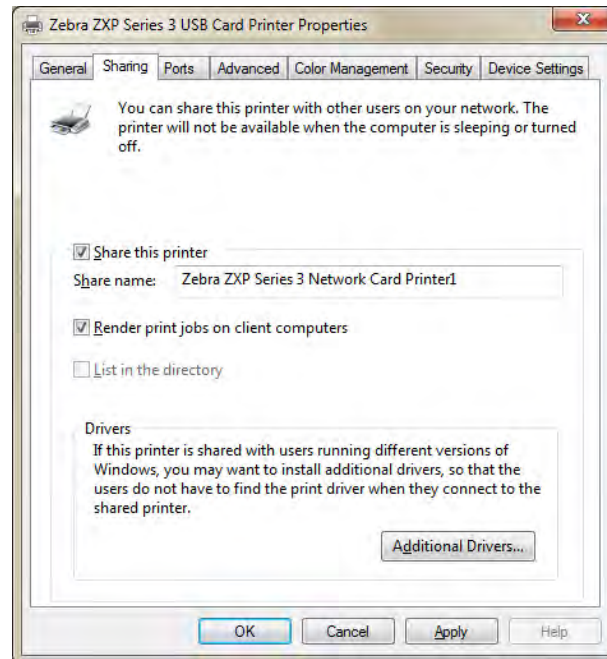 Zebra ZXP Series 3 USB Card Printer Properties
General Sharing Ports Advanced Color Management Security Device Settings
You can share this printer with other users on your network. The
printer will not be available when the computer is sleeping or turned
off.
Share this printer
Share name: Zebra ZXP Series 3 Network Card Printer1
Render print jobs on client computers
List in the directory
Drivers
If this printer is shared with users running different versions of
Windows, you may want to install additional drivers, so that the
users do not have to find the print driver when they connect to the
shared printer.
Additional Drivers...
OK Cancel Apply Help